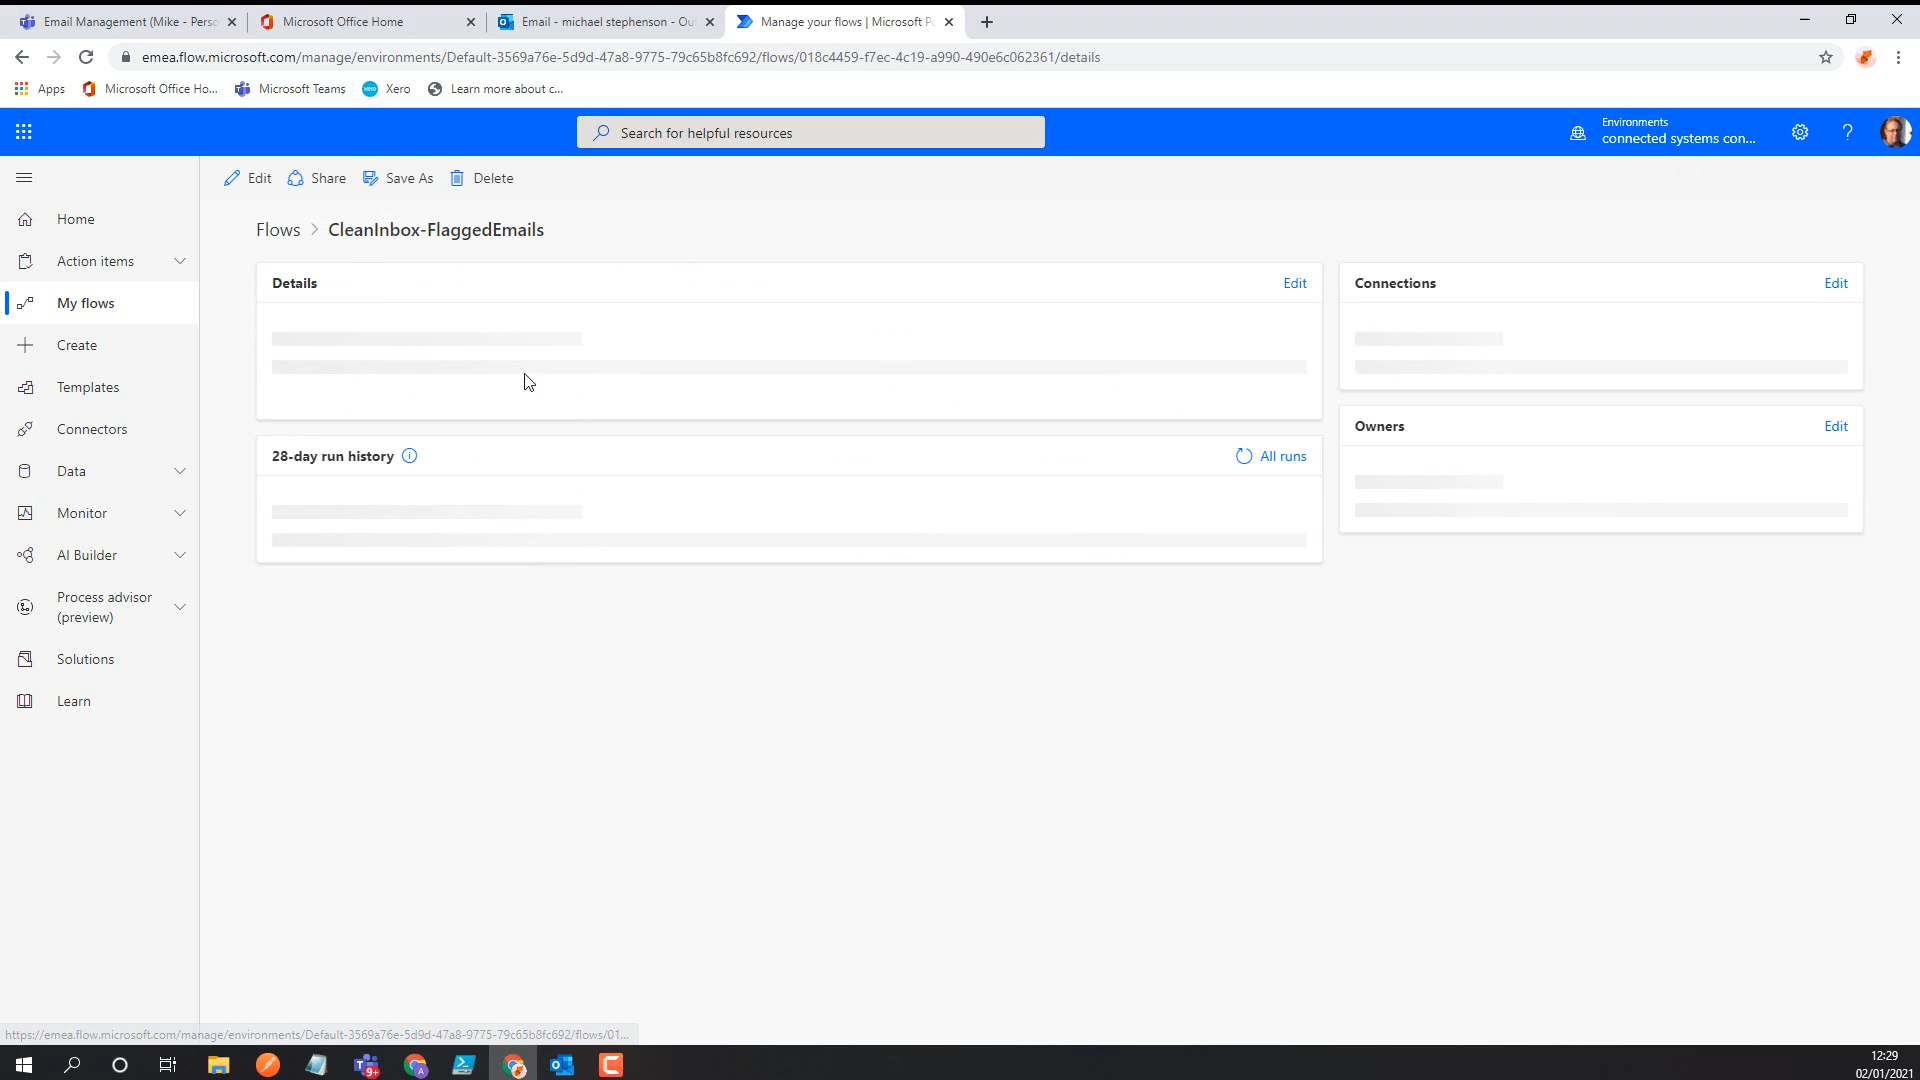 Email Management (Mike - Perso
Microsoft Office Home
Email - michael stephenson - Ou
Manage your flows | Microsoft Po
emea.flow.microsoft.com/manage/environments/Default-3569a76e-5d9d-47a8-9775-79c65b8fc692/flows/018c4459-f7ec-4c19-a990-490e6c062361/details
Apps
Microsoft Office Ho...
Microsoft Teams
xero
Xero
Learn more about c...
Search for helpful resources
Environments
connected systems con...
Edit
Share
Save As
Delete
Home
Action items
My flows
Create
Templates
Connectors
Data
Monitor
AI Builder
Process advisor
(preview)
Solutions
Learn
Flows > CleanInbox-FlaggedEmails
Details
Edit
28-day run history
All runs
Connections
Edit
Owners
Edit
https://emea.flow.microsoft.com/manage/environments/Default-3569a76e-5d9d-47a8-9775-79c65b8fc692/flows/01...
9+
A
12:29
02/01/2021